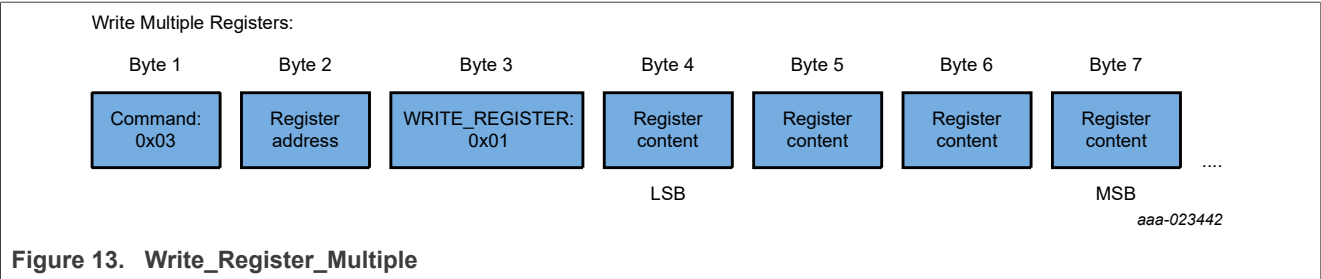 Write Multiple Registers:
Byte 1 Byte 2 Byte 3 Byte 4 Byte 5 Byte 6 Byte 7
Command: Register WRITE_REGISTER: Register Register Register Register
0x03 address 0x01 content content content content
....
LSB MSB
aaa-023442
Figure 13. Write_Register_Multiple